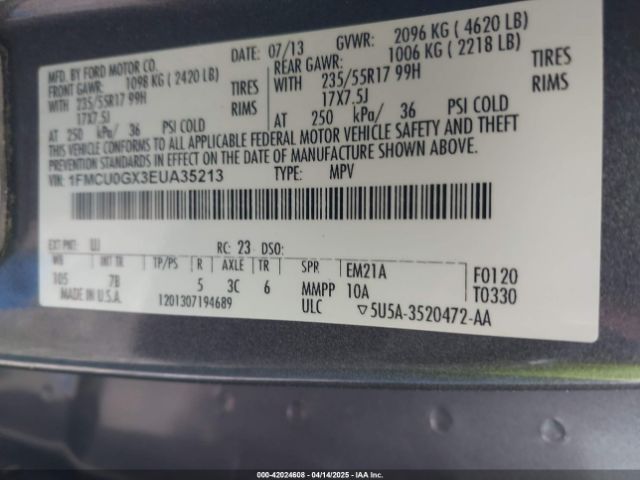 MFD. BY FORD MOTOR CO.
DATE: 07/13 GVWR: 2096 KG ( 4620 LB)
FRONT GAWR: 1098 KG ( 2420 LB)
REAR GAWR: 1006 KG ( 2218 LB)
WITH 235/55R17 99H TIRES
235/55R17 99H TIRES
17X7.5J RIMS
WITH 17X7.5J RIMS
AT 250 kPa/ 36 PSI COLD
AT 250 kPa/ 36 PSI COLD
THIS VEHICLE CONFORMS TO ALL APPLICABLE FEDERAL MOTOR VEHICLE SAFETY AND THEFT
PREVENTION STANDARDS IN EFFECT ON THE DATE OF MANUFACTURE SHOWN ABOVE.
VIN: 1FMCU0GX3EUA35213 TYPE: MPV
EXT PNT: UJ RC: 23 DSO:
WB INT TR TP/PS R AXLE TR SPR EM21A F0120
105 7B 5 3C 6 MMPP 10A T0330
MADE IN U.S.A. 1201307194689 ULC ▽5U5A-3520472-AA
000-42024608 | 04/14/2025 | IAAI.COM